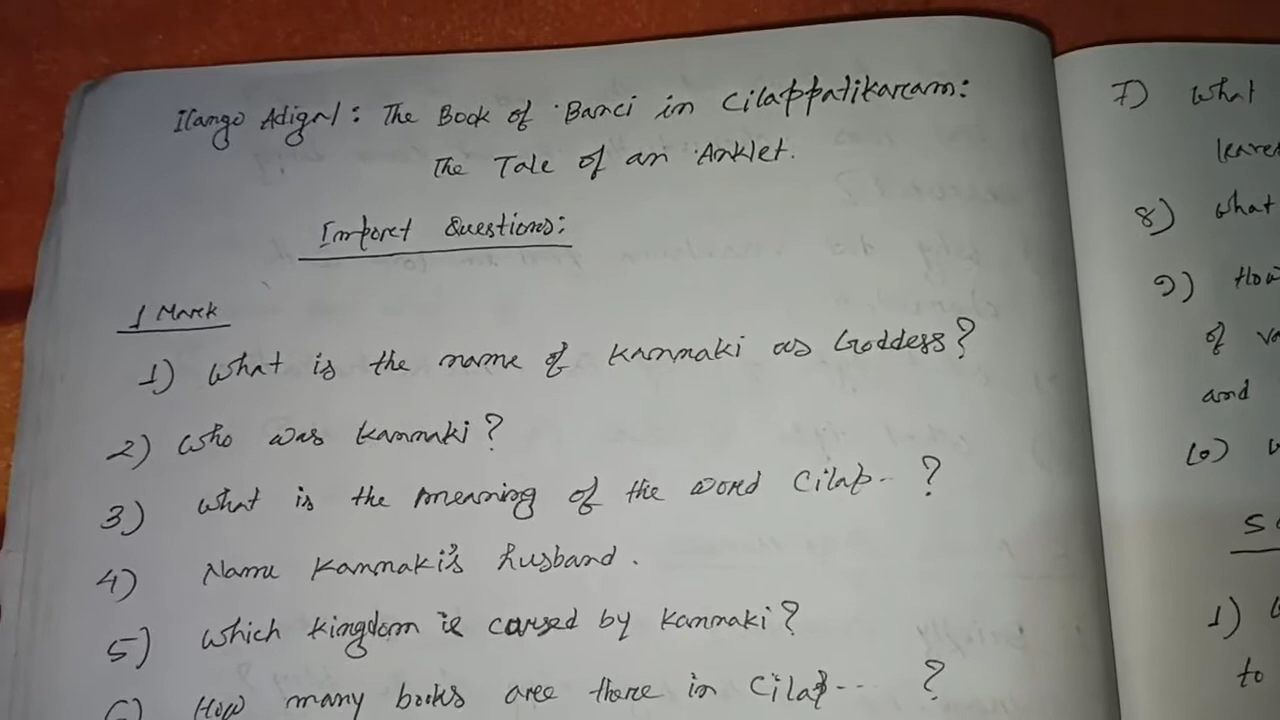 Ilango Adigal: The Book of Banci in Cilappatikaram:
The Tale of an Anklet.
Imporet Questions:
1 Mark
1) What is the name of Kannaki as Goddess?
2) Who was Kannaki?
3) What is the meaning of the word Cilap.. ?
4) Name Kannaki's husband.
5) Which kingdom is cursed by Kannaki?
6) How many books are there in Cilap... ?
7) What
leaves
8) What
9) How
of
and
10)
1)
to